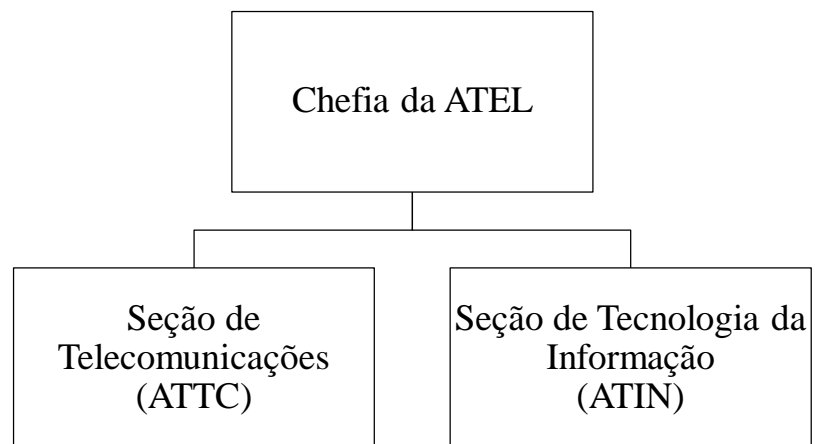 Chefia da ATEL
Seção de
Telecomunicações
(ATTC)
Seção de Tecnologia da
Informação
(ATIN)